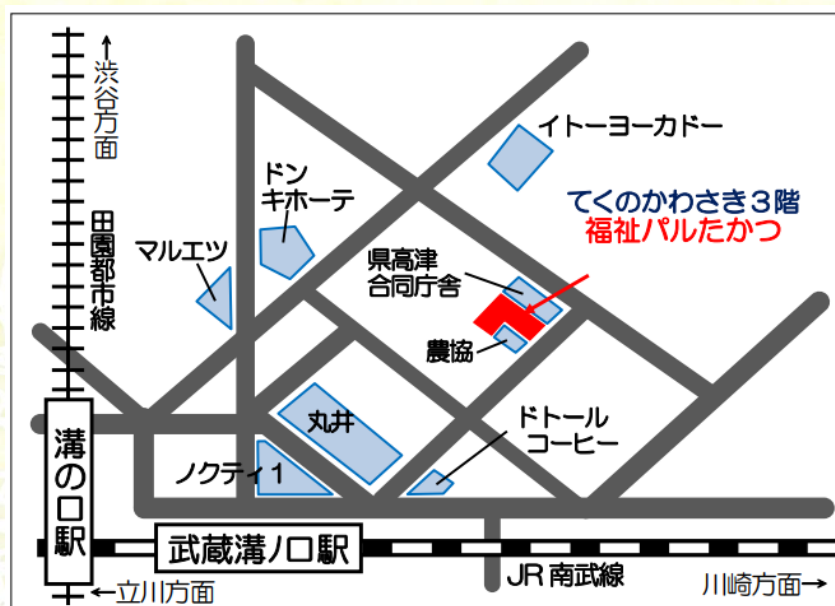 ↑渋谷方面
田園都市線
イトーヨーカドー
ドン
キホーテ
てくのかわさき3階
福祉パルたかつ
マルエツ
県高津
合同庁舎
農協
丸井
ドトール
コーヒー
ノクティ1
溝の口駅
武蔵溝ノ口駅
JR南武線
←立川方面
川崎方面→